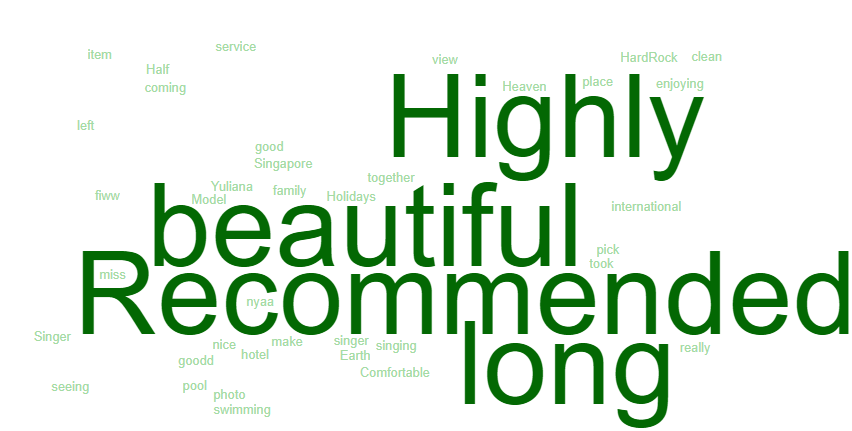 service
item
view
HardRock
clean
Half
coming
Heaven
place
enjoying
Highly
left
good
Singapore
together
Yuliana
family
Holidays
fiww
Model
beautiful
international
pick
took
miss
Recommended
nyaa
Singer
nice
make
singer
singing
hotel
Earth
really
goodd
long
Comfortable
seeing
pool
photo
swimming